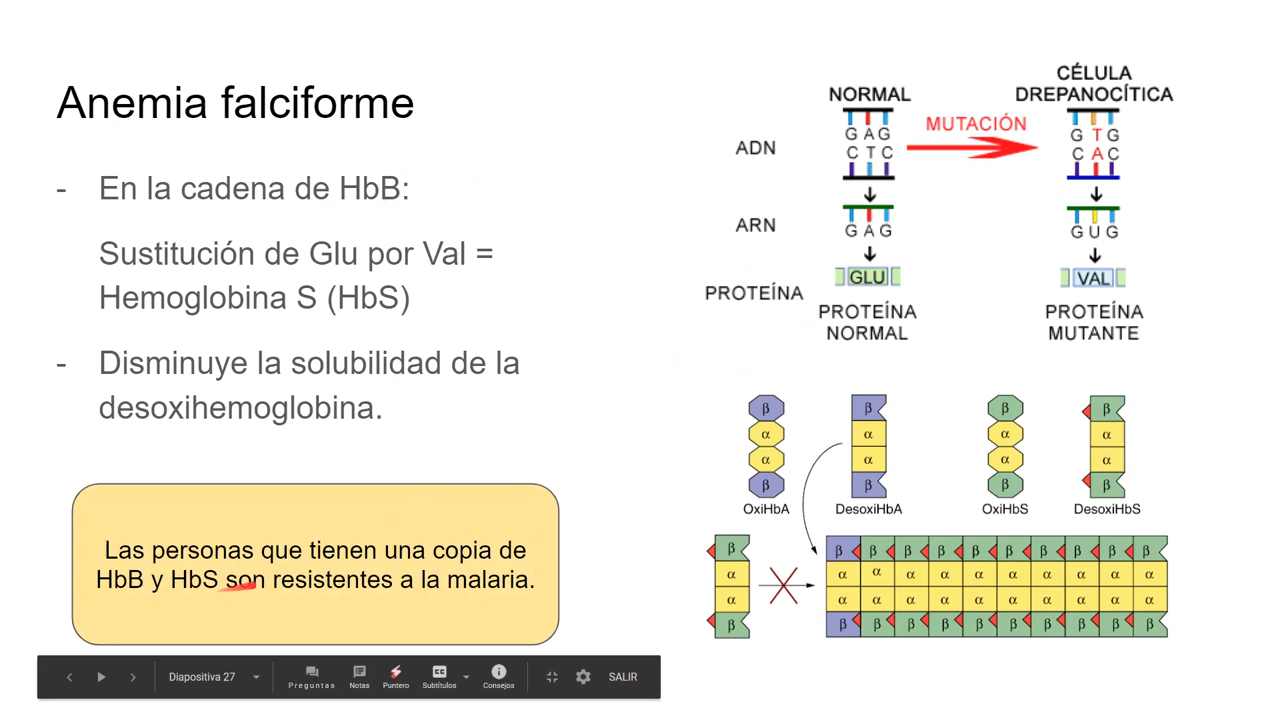 Anemia falciforme
- En la cadena de HbB:
Sustitución de Glu por Val =
Hemoglobina S (HbS)
- Disminuye la solubilidad de la
desoxihemoglobina.
Las personas que tienen una copia de
HbB y HbS son resistentes a la malaria.
NORMAL
CÉLULA
DREPANOCÍTICA
MUTACIÓN
ADN
G A G
C T C
G T G
C A C
ARN
G A G
G U G
PROTEÍNA
GLU
VAL
PROTEÍNA
NORMAL
PROTEÍNA
MUTANTE
β β β β
α α α α
α α α α
β β β β
OxiHbA DesoxiHbA OxiHbS DesoxiHbS
β β β β β β β β β β β
α α α α α α α α α α α
α α α α α α α α α α α
β β β β β β β β β β β
Diapositiva 27
Preguntas
Notas
Puntero
CC
Subtítulos
Consejos
SALIR